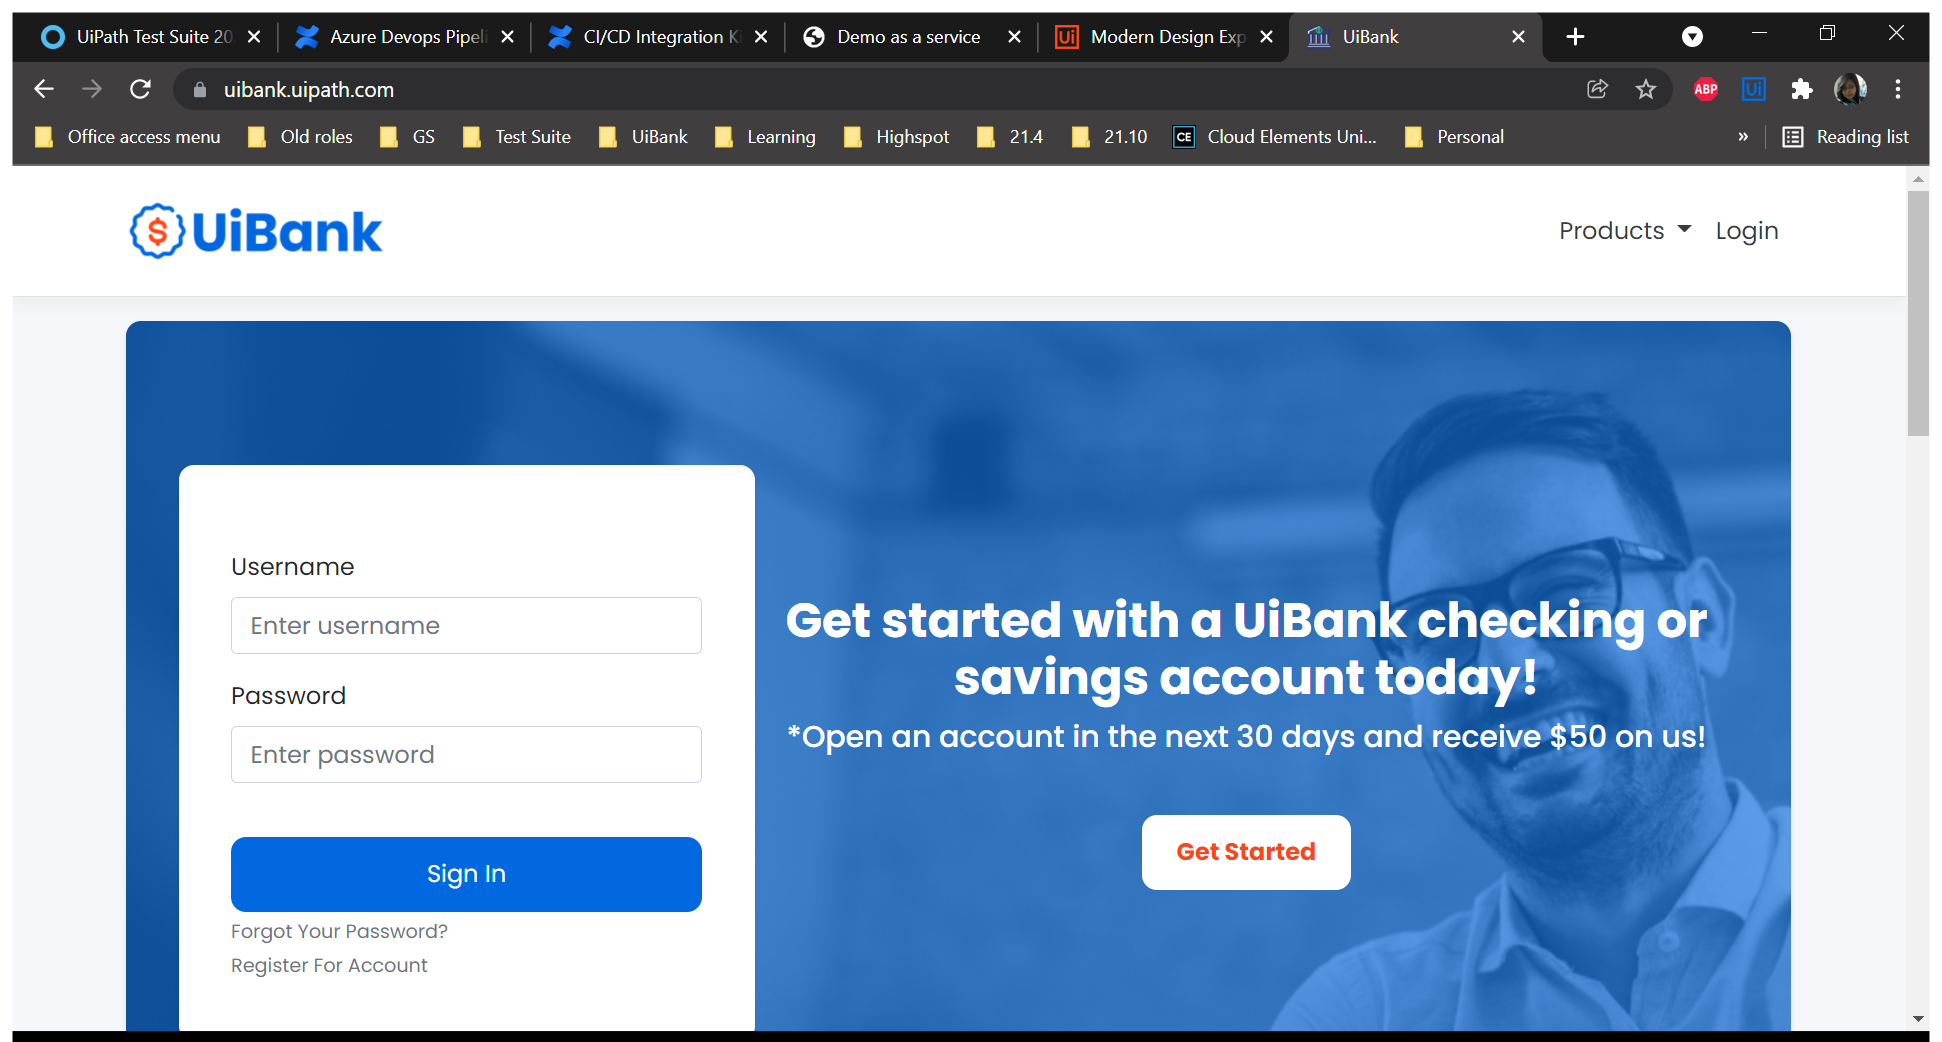 UiPath Test Suite 20
Azure Devops Pipeli
CI/CD Integration Ki
Demo as a service
Modern Design Exp
UiBank
uibank.uipath.com
ABP
Ui
Office access menu
Old roles
GS
Test Suite
UiBank
Learning
Highspot
21.4
21.10
CE
Cloud Elements Uni...
Personal
»
Reading list
$ UiBank
Products
Login
Username
Enter username
Password
Enter password
Sign In
Forgot Your Password?
Register For Account
Get started with a UiBank checking or
savings account today!
*Open an account in the next 30 days and receive $50 on us!
Get Started